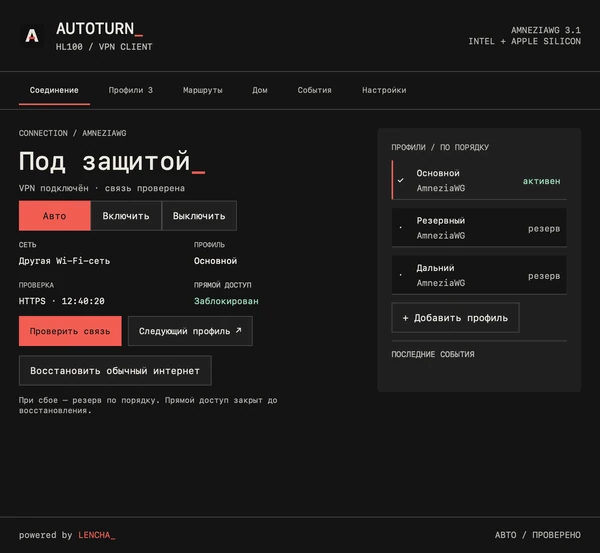 A
AUTOTURN_
HL100 / VPN CLIENT
AMNEZIAWG 3.1
INTEL + APPLE SILICON
Соединение
Профили 3
Маршруты
Дом
События
Настройки
CONNECTION / AMNEZIAWG
Под защитой_
VPN подключён · связь проверена
Авто
Включить
Выключить
СЕТЬ
ПРОФИЛЬ
Другая Wi-Fi-сеть
Основной
ПРОВЕРКА
ПРЯМОЙ ДОСТУП
HTTPS · 12:40:20
Заблокирован
Проверить связь
Следующий профиль ↗
Восстановить обычный интернет
При сбое — резерв по порядку. Прямой доступ закрыт до
восстановления.
ПРОФИЛИ / ПО ПОРЯДКУ
✓ Основной
AmneziaWG
активен
· Резервный
AmneziaWG
резерв
· Дальний
AmneziaWG
резерв
+ Добавить профиль
ПОСЛЕДНИЕ СОБЫТИЯ
powered by LENCHA_
АВТО / ПРОВЕРЕНО